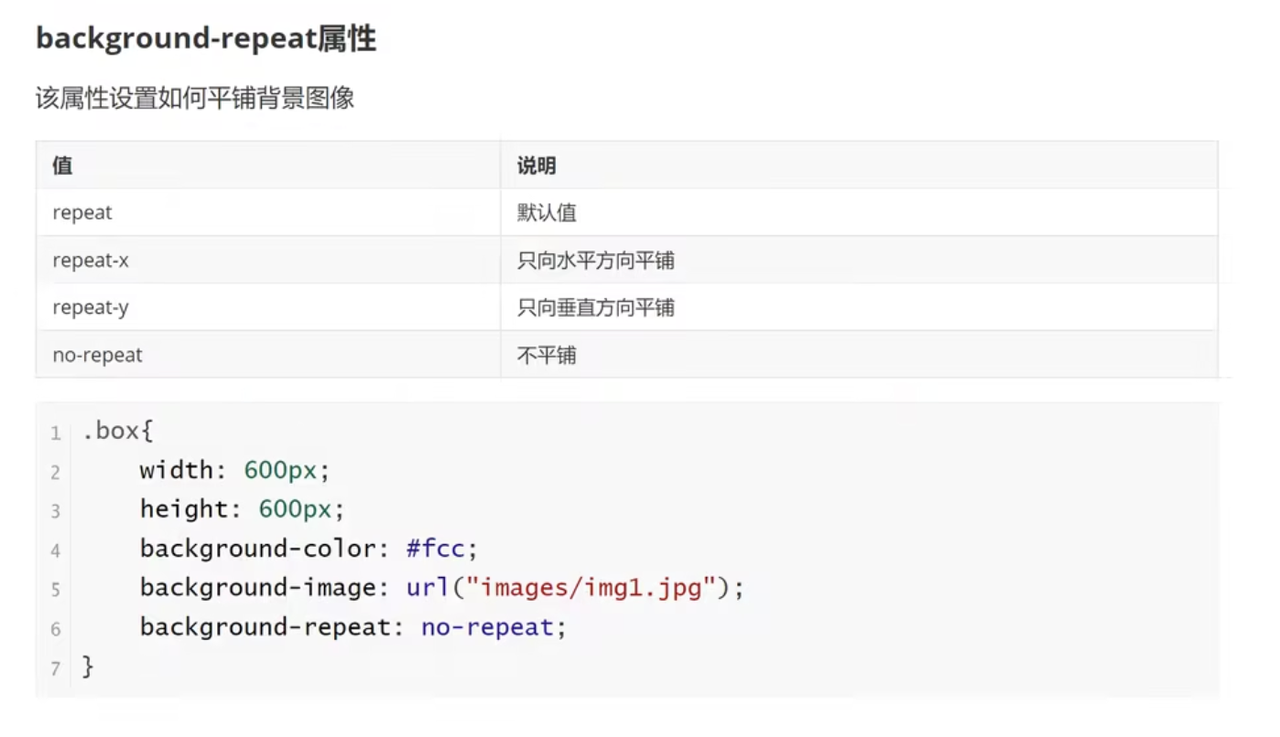 background-repeat属性
该属性设置如何平铺背景图像
值 说明
repeat 默认值
repeat-x 只向水平方向平铺
repeat-y 只向垂直方向平铺
no-repeat 不平铺
1 .box{
2     width: 600px;
3     height: 600px;
4     background-color: #fcc;
5     background-image: url("images/img1.jpg");
6     background-repeat: no-repeat;
7 }